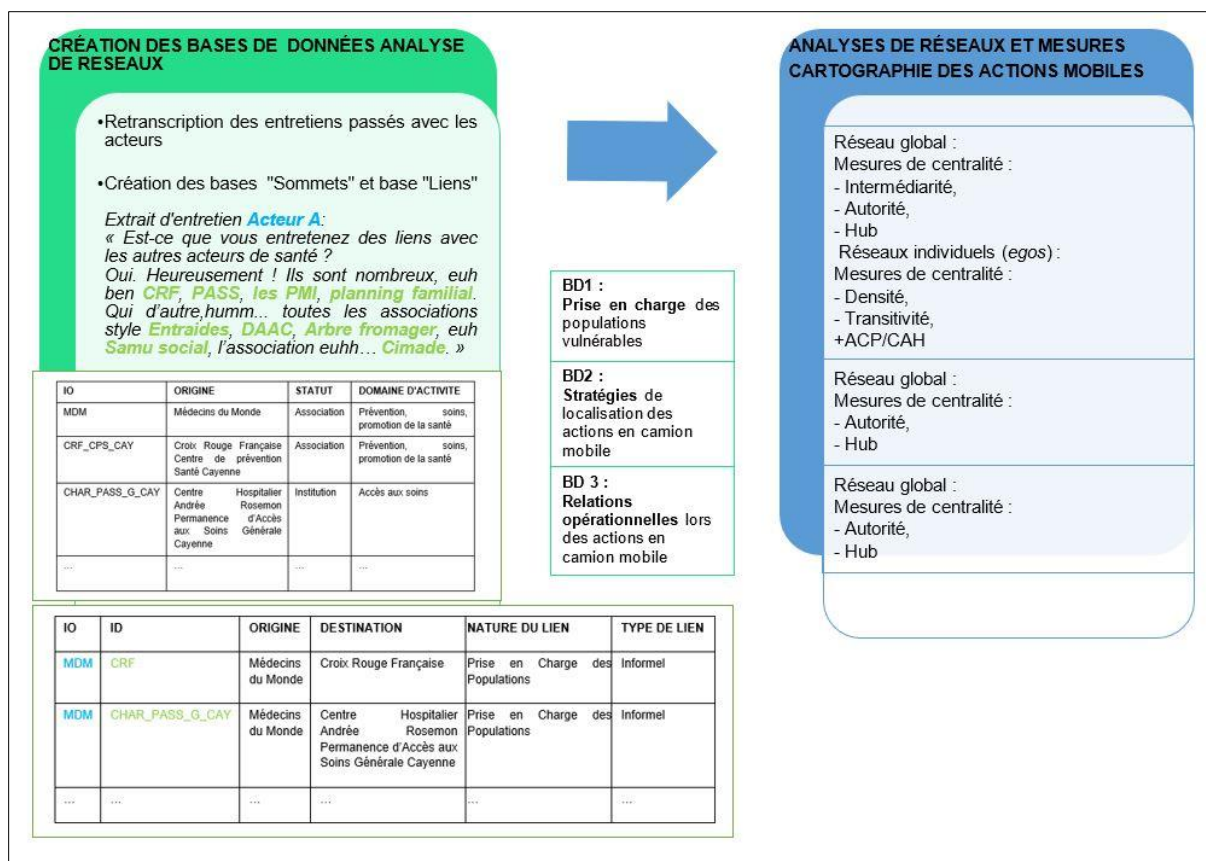 CRÉATION DES BASES DE DONNÉES ANALYSE
DE RESEAUX
•Retranscription des entretiens passés avec les
acteurs
•Création des bases "Sommets" et base "Liens"
Extrait d'entretien Acteur A:
« Est-ce que vous entretenez des liens avec
les autres acteurs de santé ?
Oui. Heureusement ! Ils sont nombreux, euh
ben CRF, PASS, les PMI, planning familial.
Qui d'autre,humm... toutes les associations
style Entraides, DAAC, Arbre fromager, euh
Samu social, l'association euhh… Cimade. »
IO ORIGINE STATUT DOMAINE D'ACTIVITE
MDM Médecins du Monde Association Prévention, soins,
promotion de la santé
CRF_CPS_CAY Croix Rouge Française Association Prévention, soins,
Centre de prévention promotion de la santé
Santé Cayenne
CHAR_PASS_G_CAY Centre Hospitalier Institution Accès aux soins
Andrée Rosemon
Permanence d'Accès
aux Soins Générale
Cayenne
... ... ... ...
IO ID ORIGINE DESTINATION NATURE DU LIEN TYPE DE LIEN
MDM CRF Médecins Croix Rouge Française Prise en Charge des Informel
du Monde Populations
MDM CHAR_PASS_G_CAY Médecins Centre Hospitalier Prise en Charge des Informel
du Monde Andrée Rosemon Populations
Permanence d'Accès aux
Soins Générale Cayenne
... ... ... ... ... ...
BD1 :
Prise en charge des
populations
vulnérables
BD2 :
Stratégies de
localisation des
actions en camion
mobile
BD 3 :
Relations
opérationnelles lors
des actions en
camion mobile
ANALYSES DE RÉSEAUX ET MESURES
CARTOGRAPHIE DES ACTIONS MOBILES
Réseau global :
Mesures de centralité :
- Intermédiarité,
- Autorité,
- Hub
Réseaux individuels (egos) :
Mesures de centralité :
- Densité,
- Transitivité,
+ACP/CAH
Réseau global :
Mesures de centralité :
- Autorité,
- Hub
Réseau global :
Mesures de centralité :
- Autorité,
- Hub